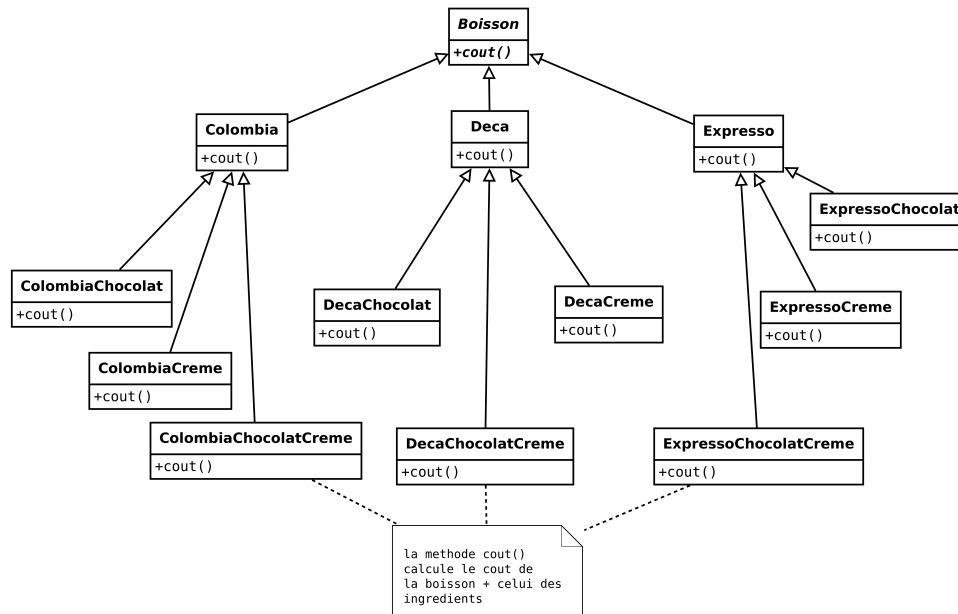 Boisson
+cout()
Colombia
+cout()
Deca
+cout()
Expresso
+cout()
ExpressoChocolat
+cout()
ColombiaChocolat
+cout()
DecaChocolat
+cout()
DecaCreme
+cout()
ExpressoCreme
+cout()
ColombiaCreme
+cout()
ColombiaChocolatCreme
+cout()
DecaChocolatCreme
+cout()
ExpressoChocolatCreme
+cout()
la methode cout()
calcule le cout de
la boisson + celui des
ingredients